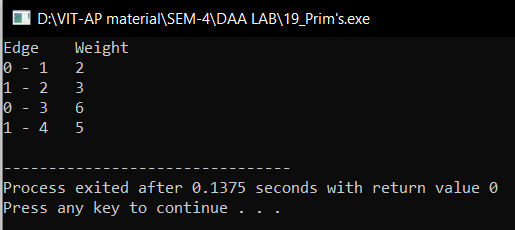 D:\VIT-AP material\SEM-4\DAA LAB\19_Prim's.exe
Edge    Weight
0 - 1   2
1 - 2   3
0 - 3   6
1 - 4   5
--------------------------------
Process exited after 0.1375 seconds with return value 0
Press any key to continue . . .